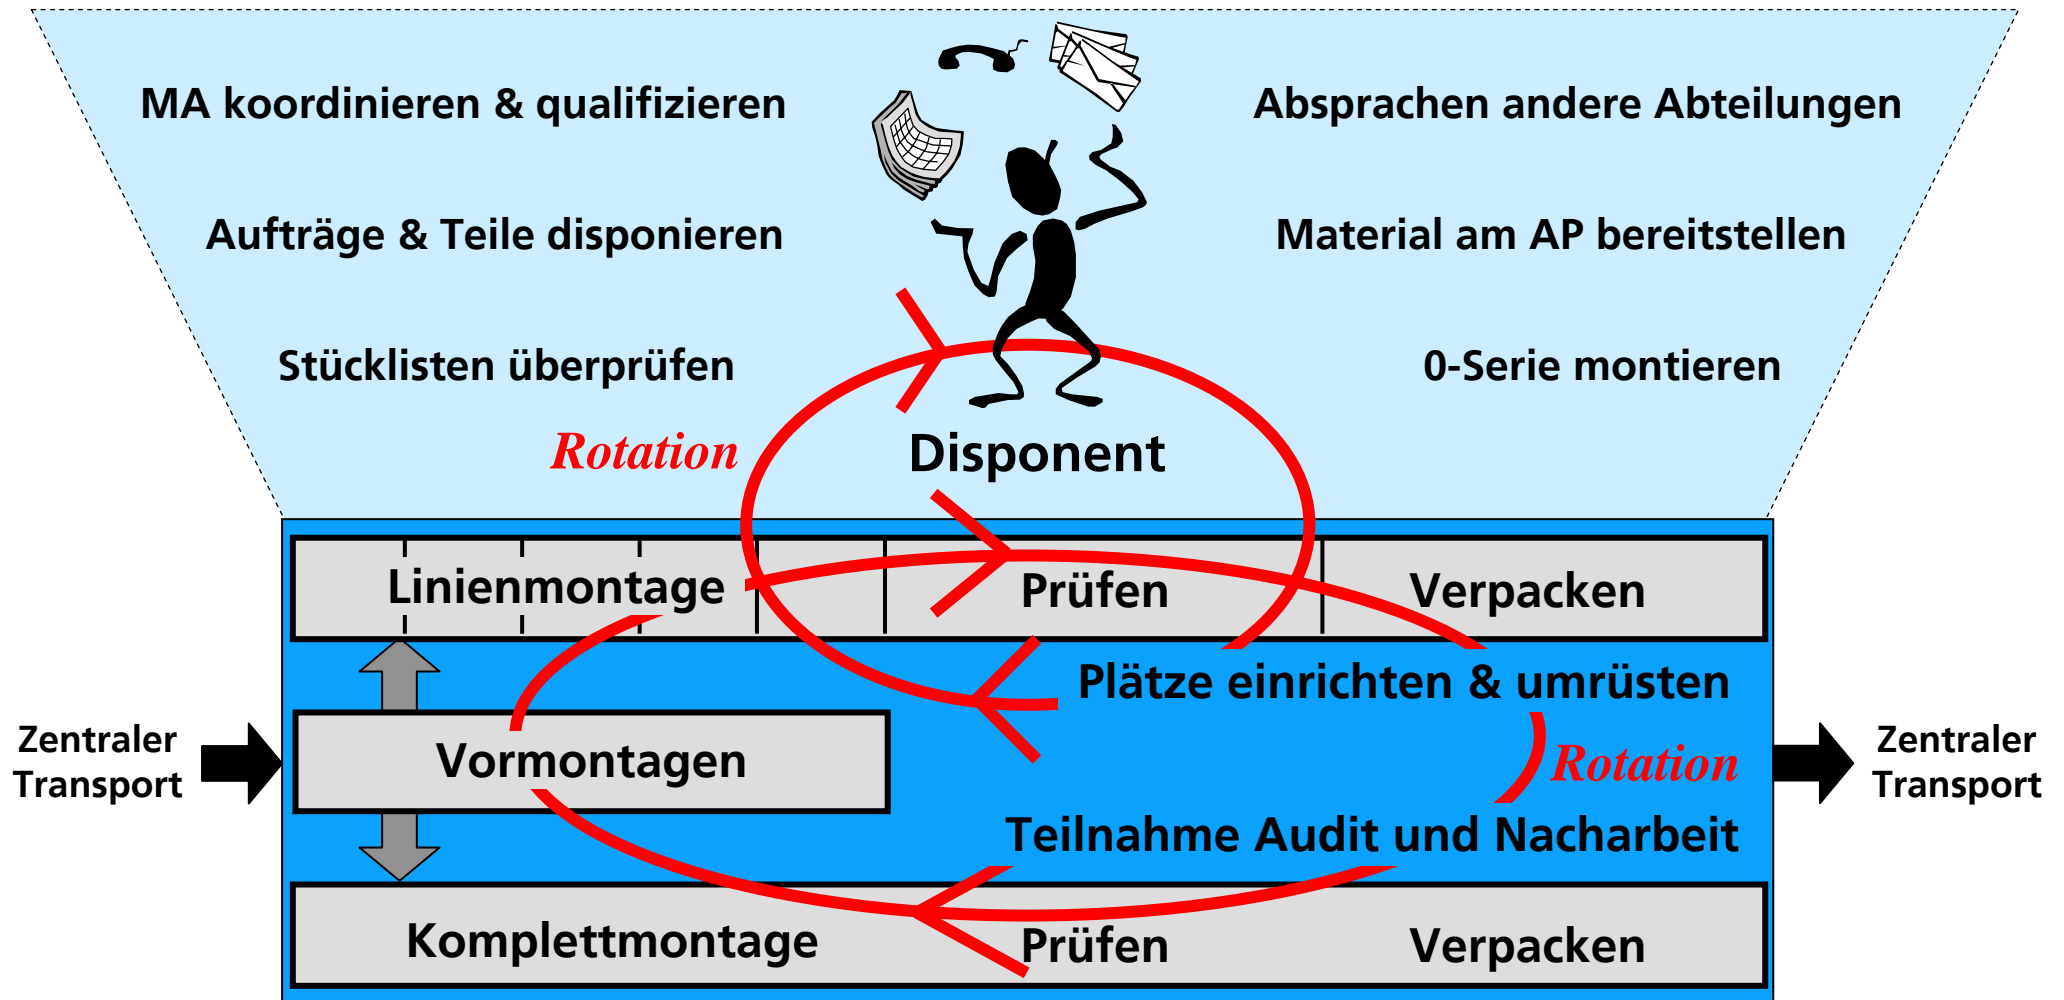 MA koordinieren & qualifizieren
Absprachen andere Abteilungen
Aufträge & Teile disponieren
Material am AP bereitstellen
Stücklisten überprüfen
0-Serie montieren
Rotation
Disponent
Linienmontage
Prüfen
Verpacken
Plätze einrichten & umrüsten
Zentraler
Transport
Vormontagen
Rotation
Zentraler
Transport
Teilnahme Audit und Nacharbeit
Komplettmontage
Prüfen
Verpacken